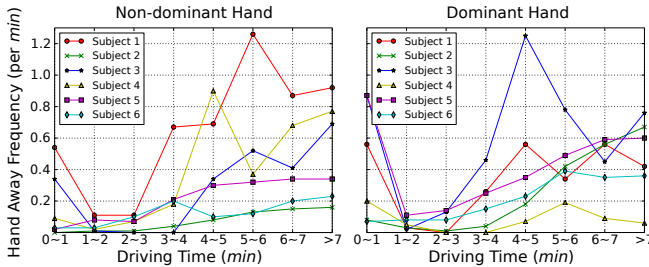 Non-dominant Hand
Dominant Hand
Hand Away Frequency (per min)
1.2
1.0
0.8
0.6
0.4
0.2
Subject 1
Subject 2
Subject 3
Subject 4
Subject 5
Subject 6
Subject 1
Subject 2
Subject 3
Subject 4
Subject 5
Subject 6
0~1 1~2 2~3 3~4 4~5 5~6 6~7 >7
0~1 1~2 2~3 3~4 4~5 5~6 6~7 >7
Driving Time (min)
Driving Time (min)